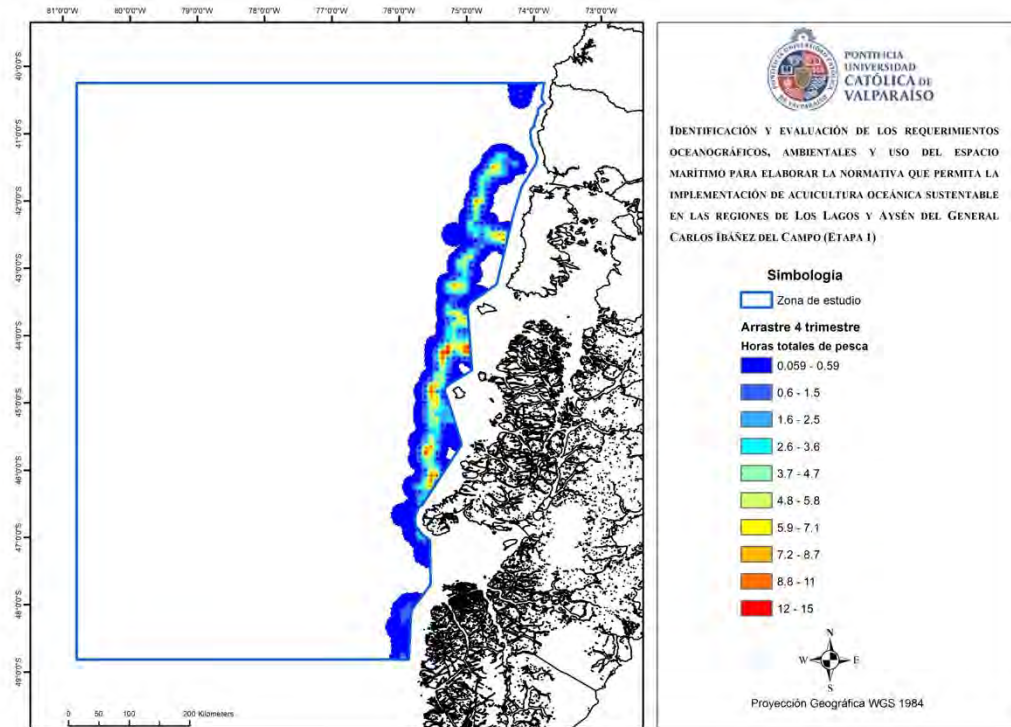 81°0'0"W 80°0'0"W 79°0'0"W 78°0'0"W 77°0'0"W 76°0'0"W 75°0'0"W 74°0'0"W 73°0'0"W
40°0'0"S
41°0'0"S
42°0'0"S
43°0'0"S
44°0'0"S
45°0'0"S
46°0'0"S
47°0'0"S
48°0'0"S
49°0'0"S
0 50 100 200 Kilometers
PONTIFICIA
UNIVERSIDAD
CATÓLICA DE
VALPARAÍSO
IDENTIFICACIÓN Y EVALUACIÓN DE LOS REQUERIMIENTOS
OCEANOGRÁFICOS, AMBIENTALES Y USO DEL ESPACIO
MARÍTIMO PARA ELABORAR LA NORMATIVA QUE PERMITA LA
IMPLEMENTACIÓN DE ACUICULTURA OCEÁNICA SUSTENTABLE
EN LAS REGIONES DE LOS LAGOS Y AYSÉN DEL GENERAL
CARLOS IBÁÑEZ DEL CAMPO (ETAPA I)
Simbología
Zona de estudio
Arrastre 4 trimestre
Horas totales de pesca
0,059 - 0,59
0,6 - 1,5
1,6 - 2,5
2,6 - 3,6
3,7 - 4,7
4,8 - 5,8
5,9 - 7,1
7,2 - 8,7
8,8 - 11
12 - 15
N
W E
S
Proyección Geográfica WGS 1984